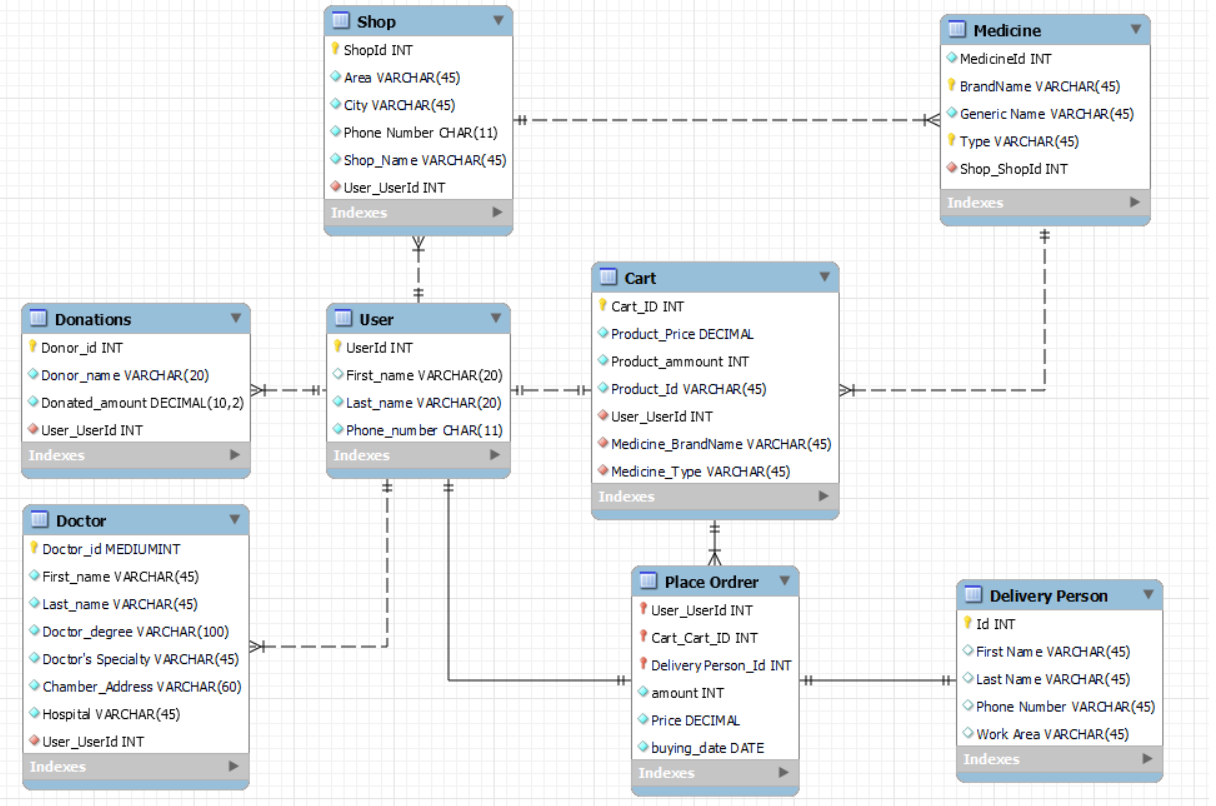 Shop
ShopId INT
Area VARCHAR(45)
City VARCHAR(45)
Phone Number CHAR(11)
Shop_Name VARCHAR(45)
User_UserId INT
Indexes
Medicine
MedicineId INT
BrandName VARCHAR(45)
Generic Name VARCHAR(45)
Type VARCHAR(45)
Shop_ShopId INT
Indexes
Donations
Donor_id INT
Donor_name VARCHAR(20)
Donated_amount DECIMAL(10,2)
User_UserId INT
Indexes
User
UserId INT
First_name VARCHAR(20)
Last_name VARCHAR(20)
Phone_number CHAR(11)
Indexes
Cart
Cart_ID INT
Product_Price DECIMAL
Product_ammount INT
Product_Id VARCHAR(45)
User_UserId INT
Medicine_BrandName VARCHAR(45)
Medicine_Type VARCHAR(45)
Indexes
Doctor
Doctor_id MEDIUMINT
First_name VARCHAR(45)
Last_name VARCHAR(45)
Doctor_degree VARCHAR(100)
Doctor's Specialty VARCHAR(45)
Chamber_Address VARCHAR(60)
Hospital VARCHAR(45)
User_UserId INT
Indexes
Place Ordrer
User_UserId INT
Cart_Cart_ID INT
Delivery Person_Id INT
amount INT
Price DECIMAL
buying_date DATE
Indexes
Delivery Person
Id INT
First Name VARCHAR(45)
Last Name VARCHAR(45)
Phone Number VARCHAR(45)
Work Area VARCHAR(45)
Indexes